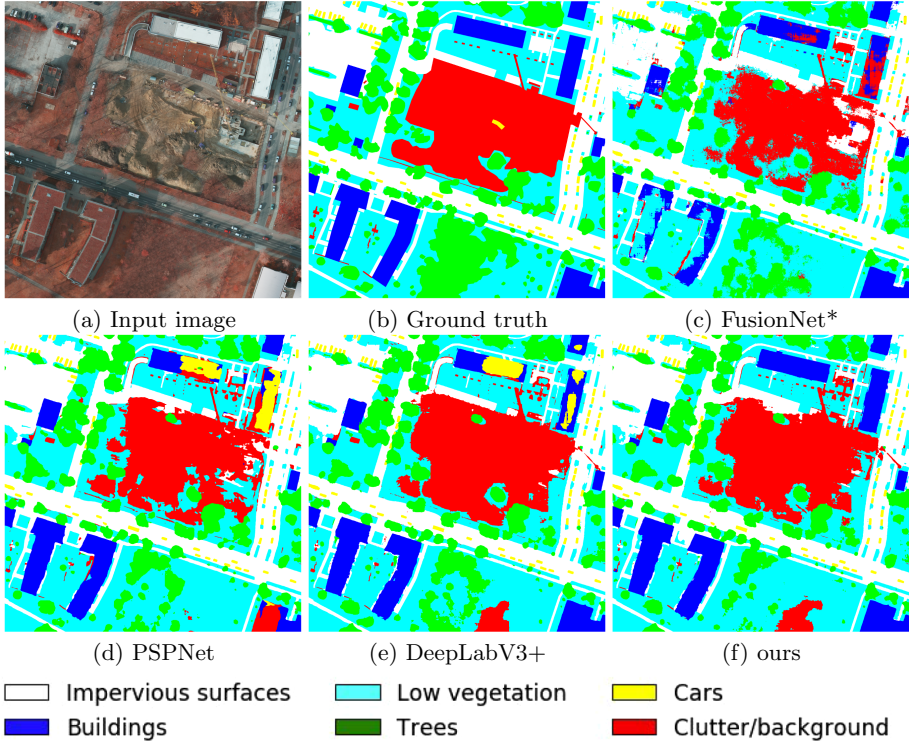 (a) Input image
(b) Ground truth
(c) FusionNet*
(d) PSPNet
(e) DeepLabV3+
(f) ours
Impervious surfaces
Low vegetation
Cars
Buildings
Trees
Clutter/background